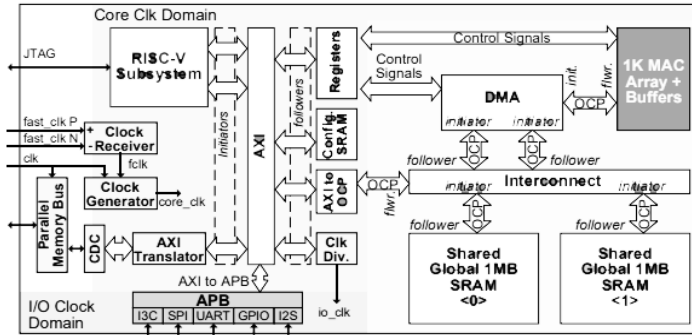 Core Clk Domain
JTAG
RISC-V
Subsystem
Initiators
AXI
followers
Registers
Control Signals
Control
Signals
1K MAC
Array +
Buffers
init.
flwr.
OCP
DMA
initiator
initiator
fast_clk P
fast_clk N
+
-
Clock
Receiver
clk
fclk
Clock
Generator
core_clk
Config.
SRAM
OCP
OCP
follower
follower
AXI to
OCP
OCP
flwr.
Interconnect
initiator
initiator
OCP
OCP
follower
follower
Parallel
Memory Bus
CDC
AXI
Translator
Clk
Div.
io_clk
Shared
Global 1MB
SRAM
<0>
Shared
Global 1MB
SRAM
<1>
AXI to APB
APB
I3C
SPI
UART
GPIO
I2S
I/O Clock
Domain